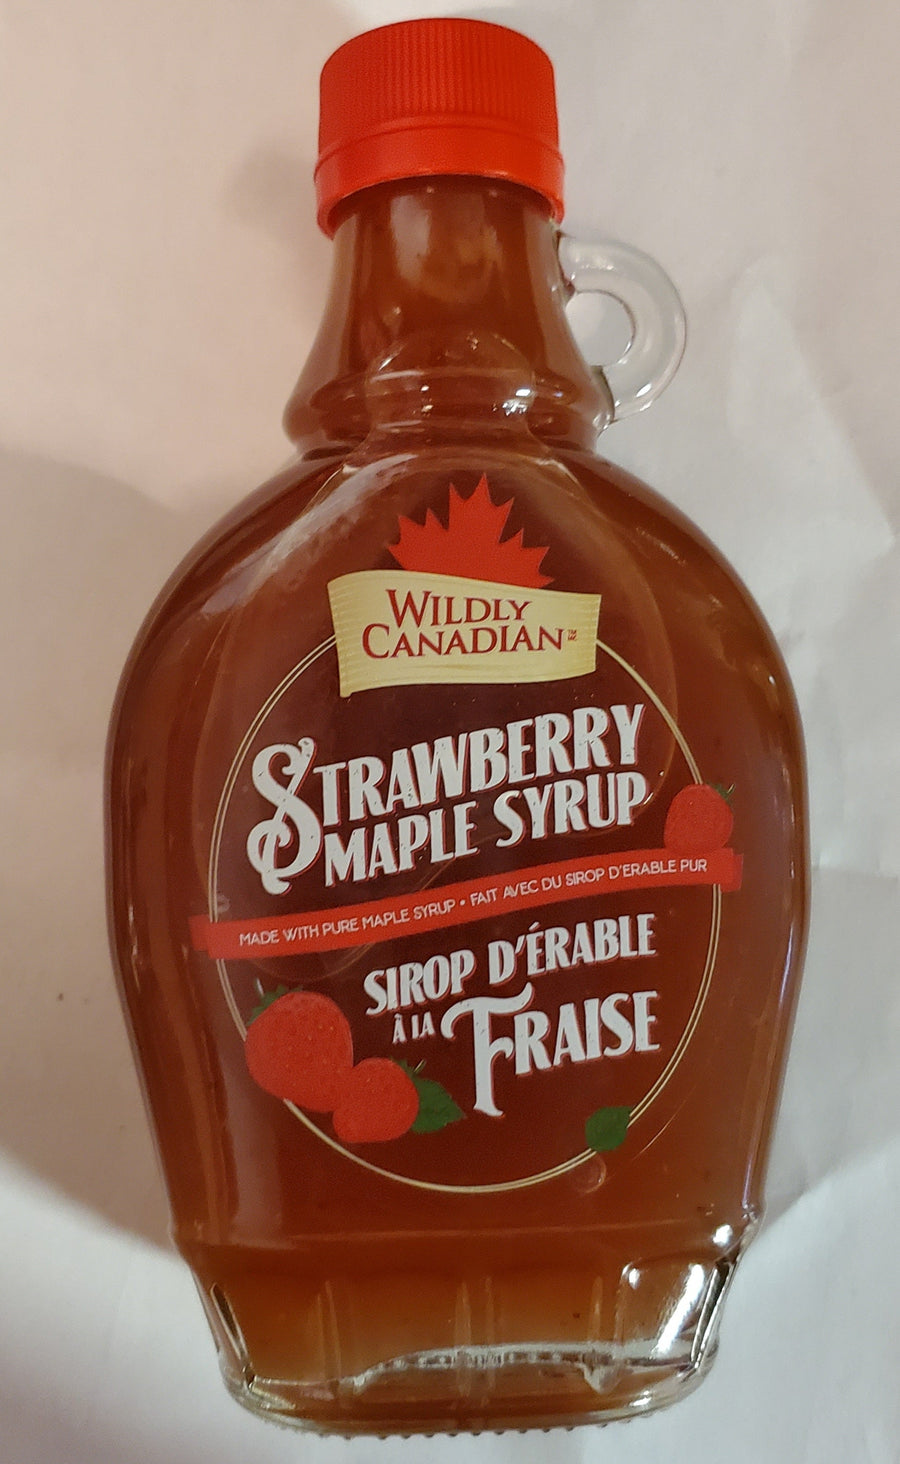 WILDLY
CANADIAN™
STRAWBERRY
MAPLE SYRUP
MADE WITH PURE MAPLE SYRUP • FAIT AVEC DU SIROP D'ERABLE PUR
SIROP D'ÉRABLE
À LA FRAISE